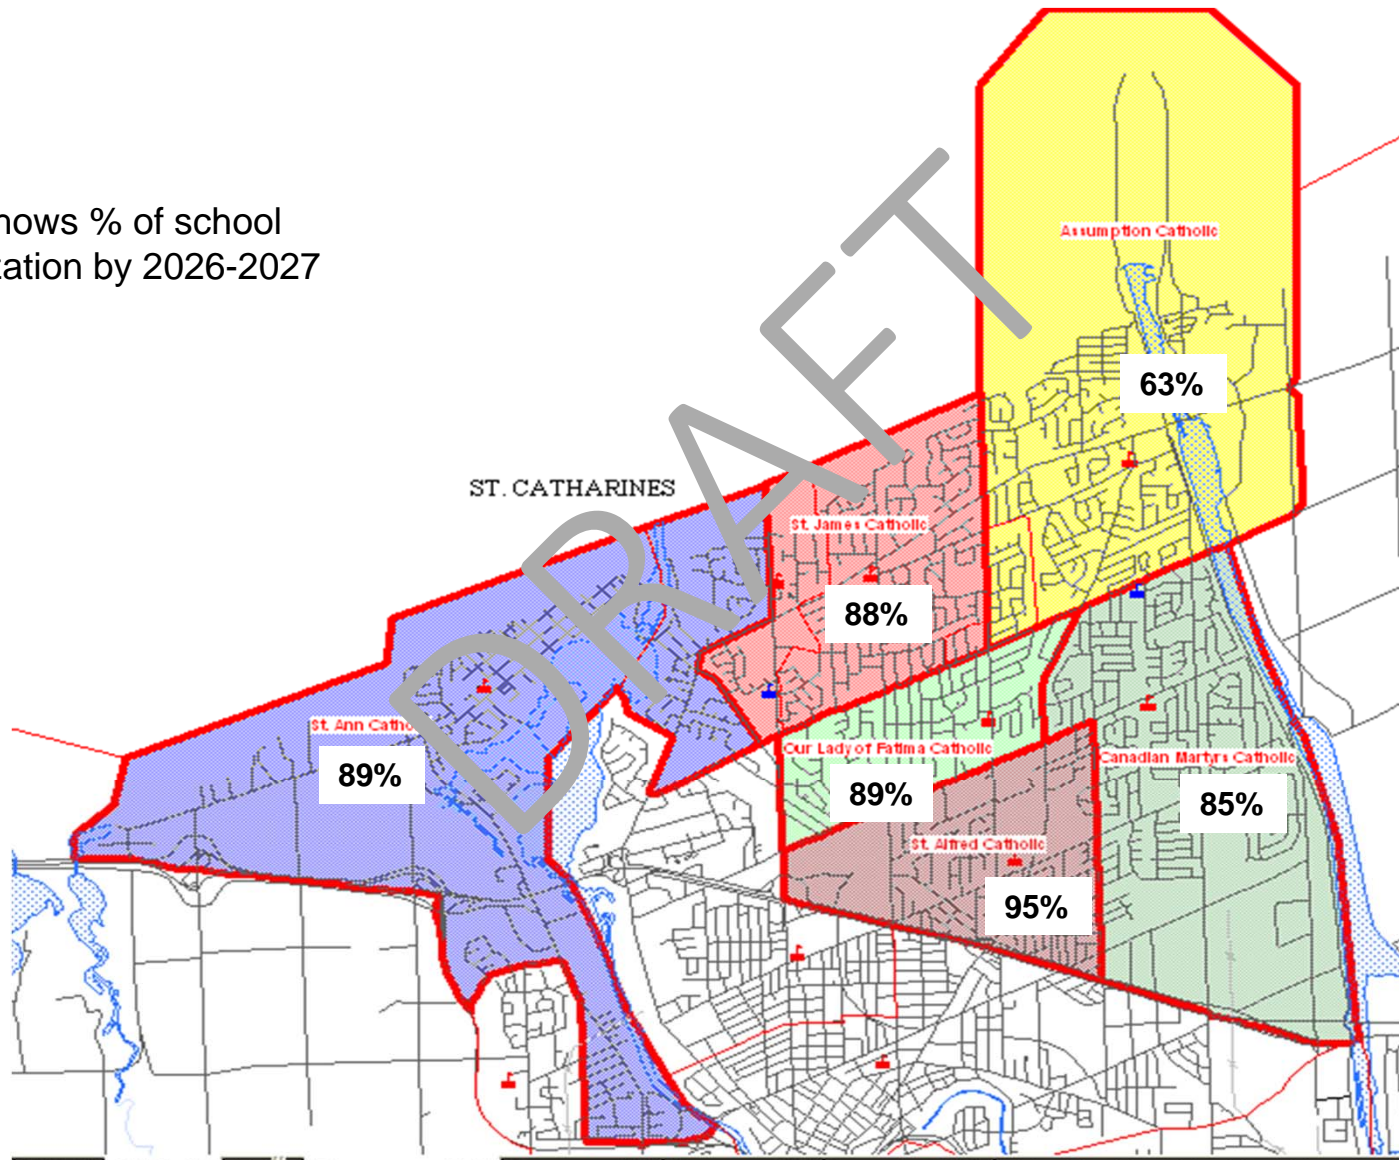 hows % of school
tation by 2026-2027
Assumption Catholic
63%
ST. CATHARINES
St. James Catholic
88%
DRAFT
St. Ann Catho
89%
Our Lady of Fatima Catholic
89%
Canadian Martyrs Catholic
85%
St. Alfred Catholic
95%